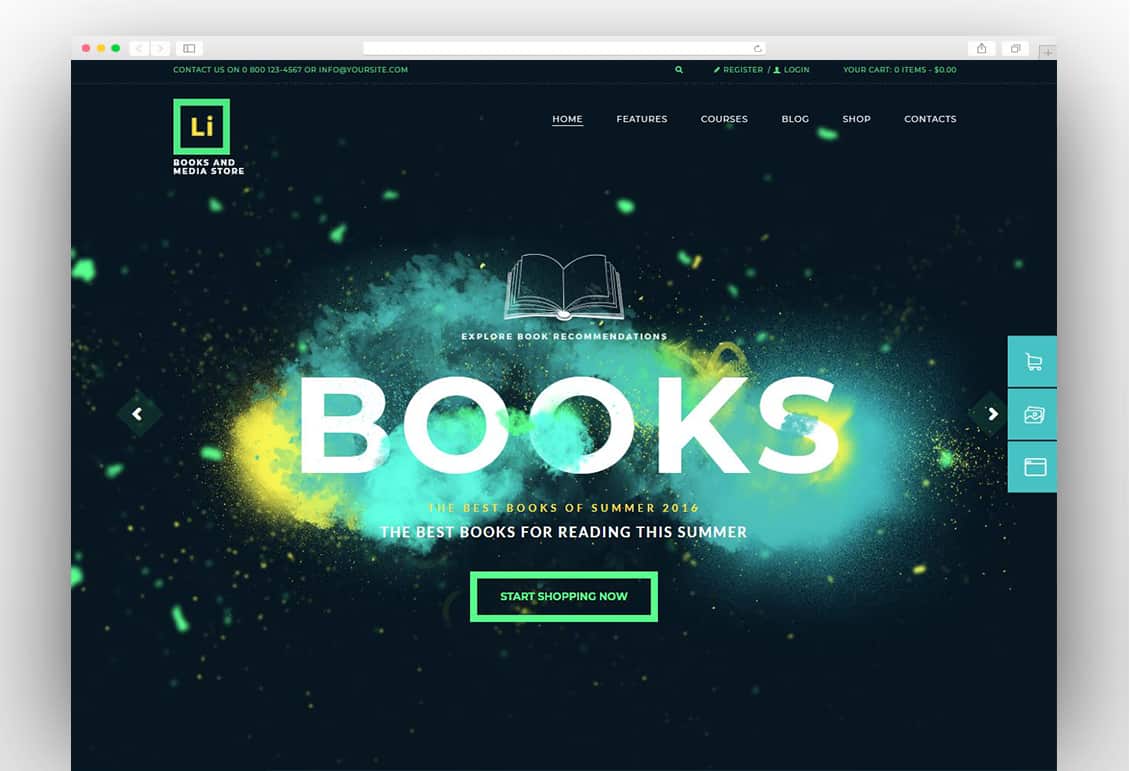 CONTACT US ON 0 800 123-4567 OR INFO@YOURSITE.COM
REGISTER / LOGIN
YOUR CART: 0 ITEMS - $0.00
Li
BOOKS AND
MEDIA STORE
HOME FEATURES COURSES BLOG SHOP CONTACTS
EXPLORE BOOK RECOMMENDATIONS
BOOKS
THE BEST BOOKS OF SUMMER 2016
THE BEST BOOKS FOR READING THIS SUMMER
START SHOPPING NOW